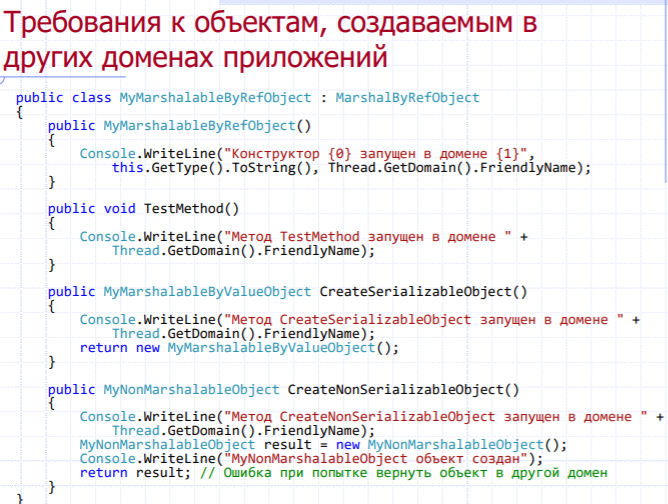 Требования к объектам, создаваемым в
других доменах приложений
public class MyMarshalableByRefObject : MarshalByRefObject
{
    public MyMarshalableByRefObject()
    {
        Console.WriteLine("Конструктор {0} запущен в домене {1}",
            this.GetType().ToString(), Thread.GetDomain().FriendlyName);
    }
    public void TestMethod()
    {
        Console.WriteLine("Метод TestMethod запущен в домене " +
            Thread.GetDomain().FriendlyName);
    }
    public MyMarshalableByValueObject CreateSerializableObject()
    {
        Console.WriteLine("Метод CreateSerializableObject запущен в домене " +
            Thread.GetDomain().FriendlyName);
        return new MyMarshalableByValueObject();
    }
    public MyNonMarshalableObject CreateNonSerializableObject()
    {
        Console.WriteLine("Метод CreateNonSerializableObject запущен в домене " +
            Thread.GetDomain().FriendlyName);
        MyNonMarshalableObject result = new MyNonMarshalableObject();
        Console.WriteLine("MyNonMarshalableObject объект создан");
        return result; // Ошибка при попытке вернуть объект в другой домен
    }
}